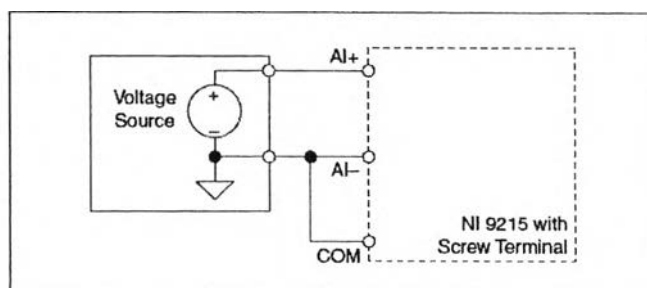 AI+
+
Voltage
Source
–
AI–
NI 9215 with
Screw Terminal
COM